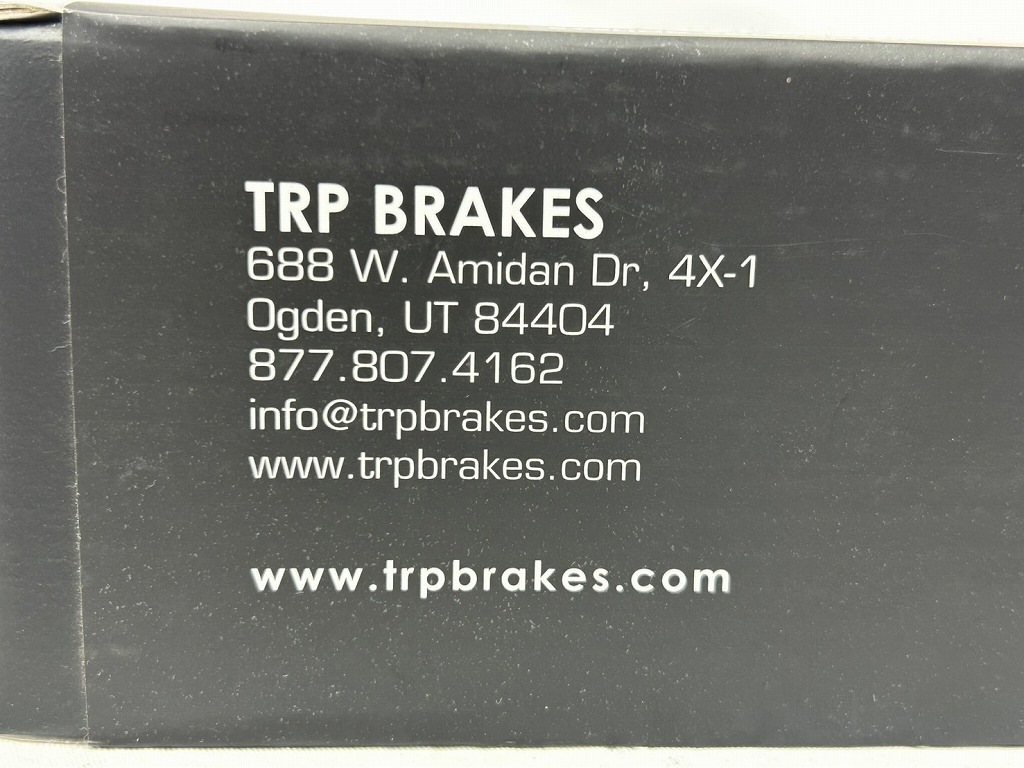 TRP BRAKES
688 W. Amidan Dr, 4X-1
Ogden, UT 84404
877.807.4162
info@trpbrakes.com
www.trpbrakes.com
www.trpbrakes.com